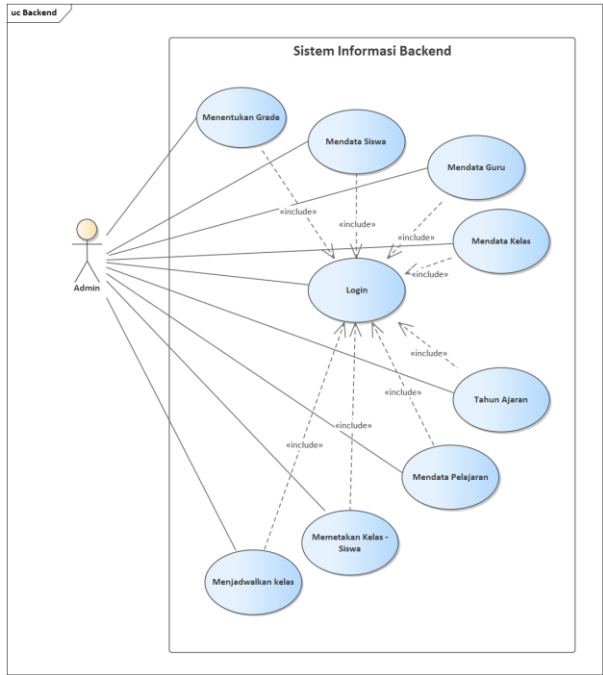 uc Backend
Sistem Informasi Backend
Menentukan Grade
Mendata Siswa
Mendata Guru
«include»
«include»
«include»
Mendata Kelas
«include»
Admin
Login
«include»
Tahun Ajaran
«include»
«include»
«include»
Mendata Pelajaran
Memetakan Kelas -
Siswa
Menjadwalkan kelas